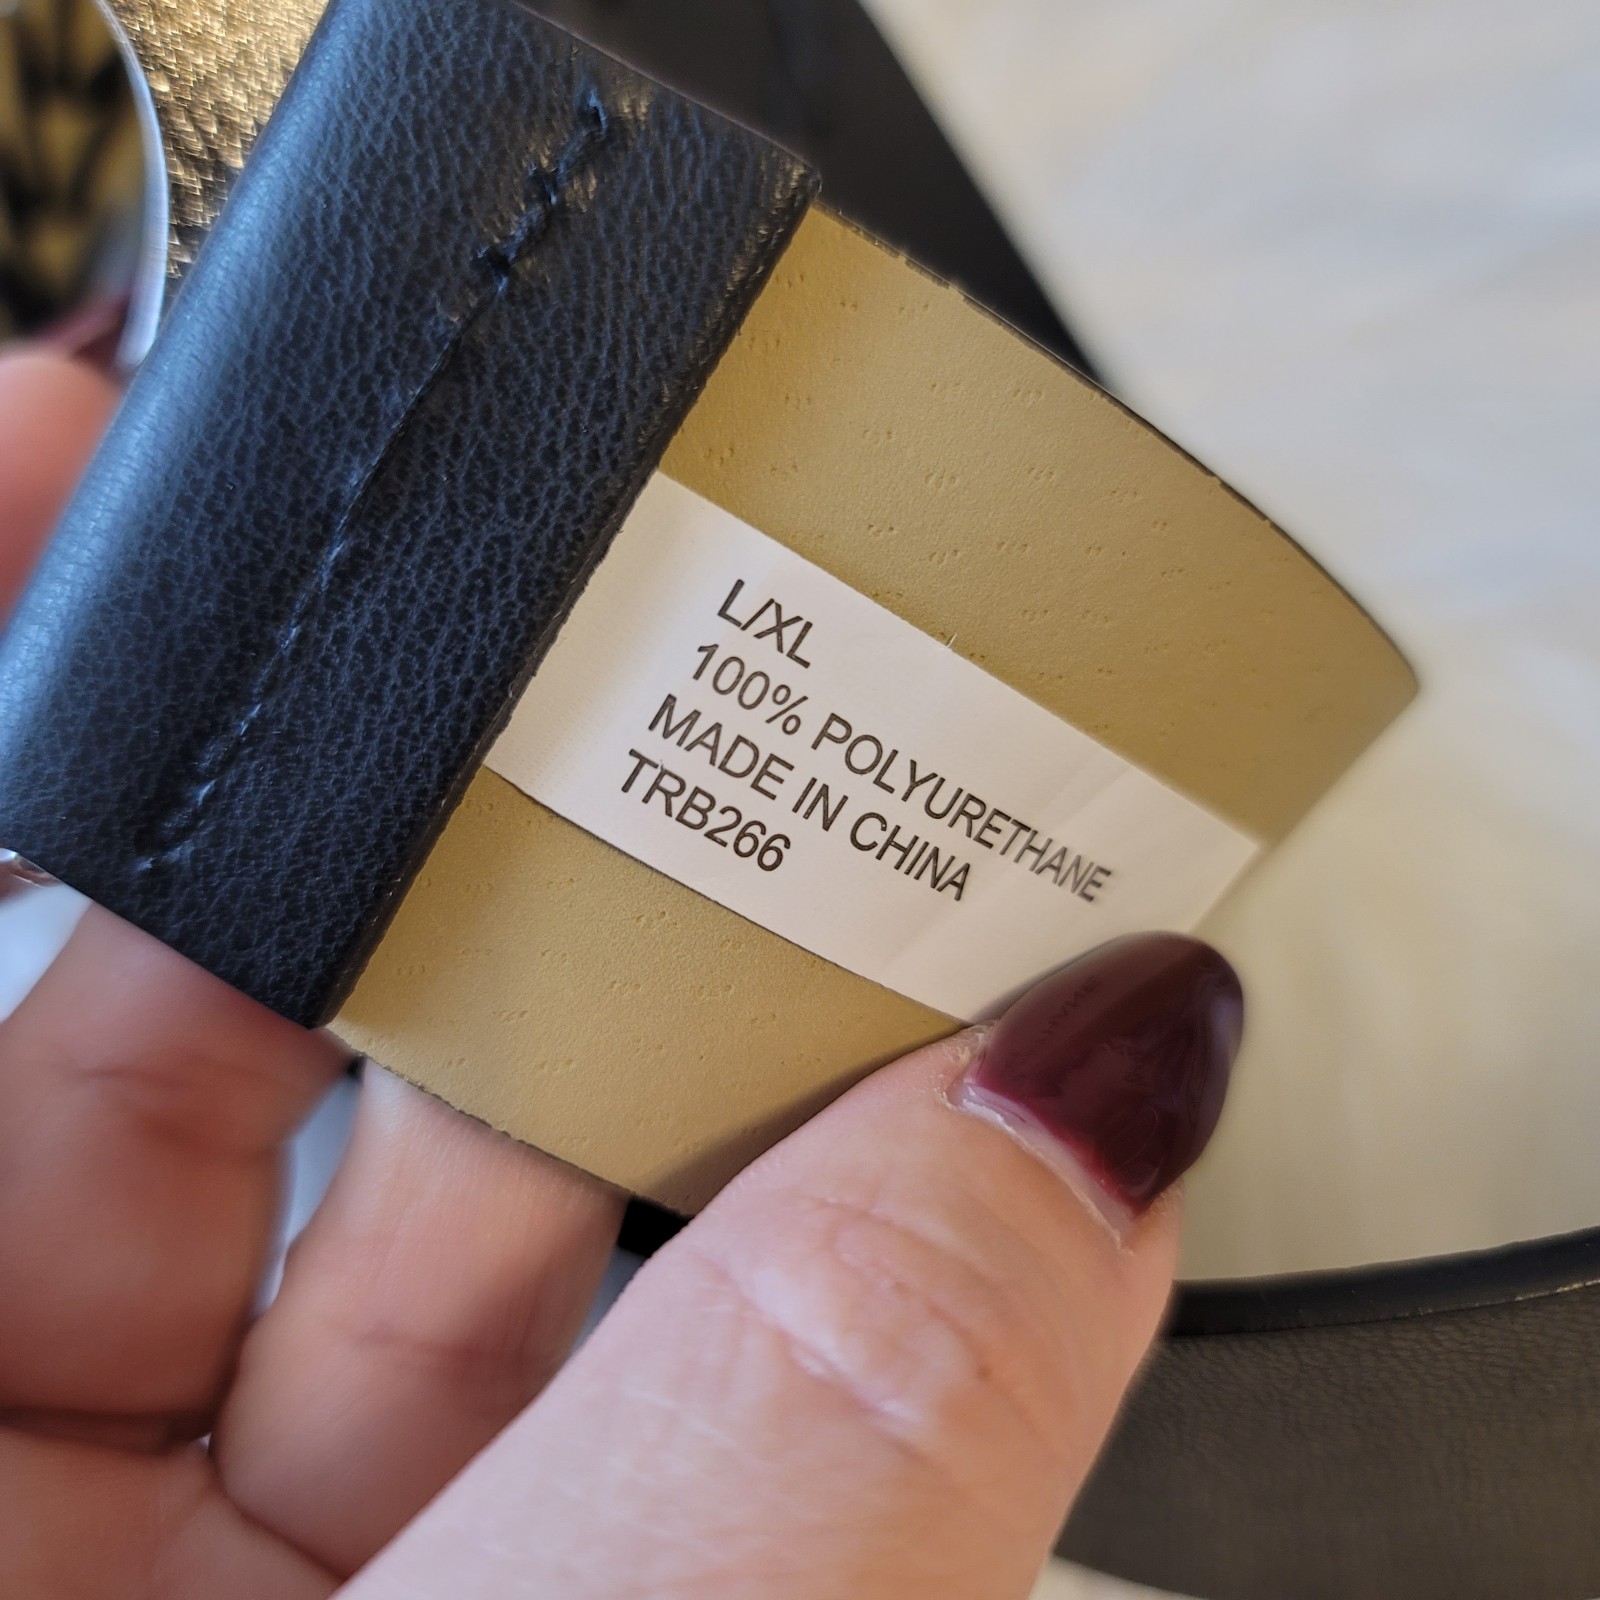 L/XL
100% POLYURETHANE
MADE IN CHINA
TRB266